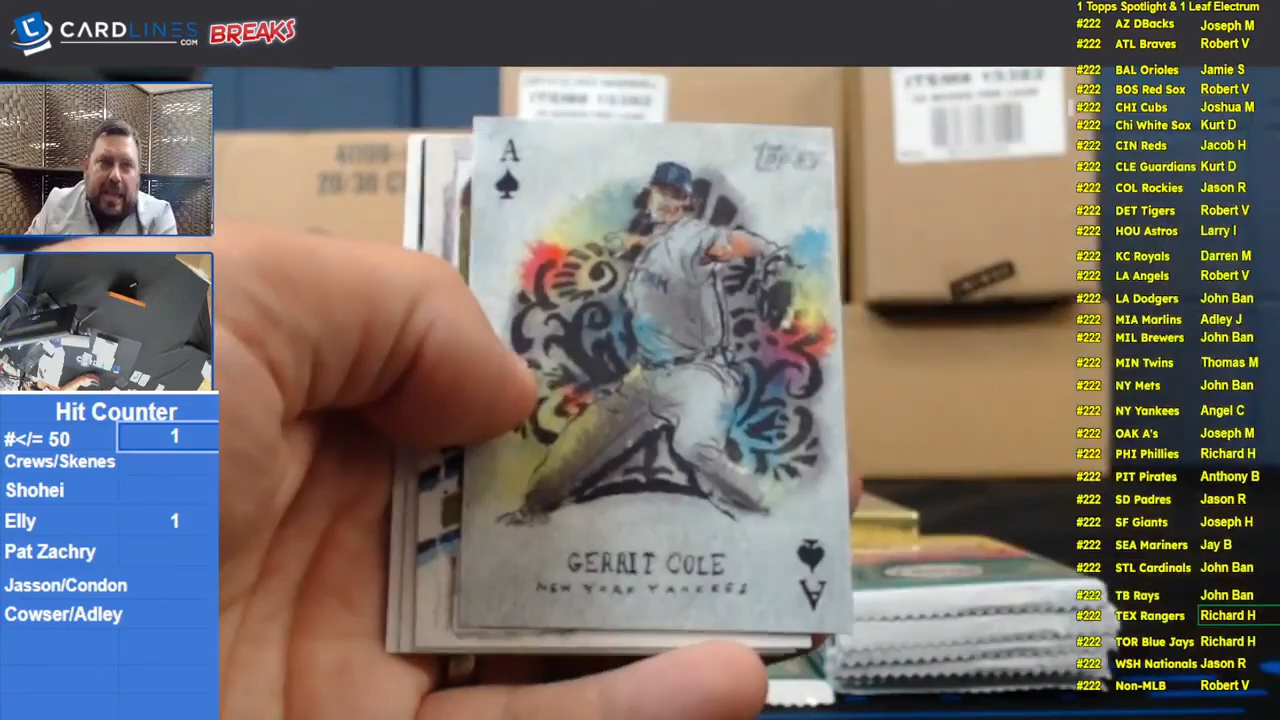 CARDLINES
.COM
BREAKS
1 Topps Spotlight & 1 Leaf Electrum
#222 AZ DBacks Joseph M
#222 ATL Braves Robert V
#222 BAL Orioles Jamie S
#222 BOS Red Sox Robert V
#222 CHI Cubs Joshua M
#222 Chi White Sox Kurt D
#222 CIN Reds Jacob H
#222 CLE Guardians Kurt D
#222 COL Rockies Jason R
#222 DET Tigers Robert V
#222 HOU Astros Larry I
#222 KC Royals Darren M
#222 LA Angels Robert V
#222 LA Dodgers John Ban
#222 MIA Marlins Adley J
#222 MIL Brewers John Ban
#222 MIN Twins Thomas M
#222 NY Mets John Ban
#222 NY Yankees Angel C
#222 OAK A's Joseph M
#222 PHI Phillies Richard H
#222 PIT Pirates Anthony B
#222 SD Padres Jason R
#222 SF Giants Joseph H
#222 SEA Mariners Jay B
#222 STL Cardinals John Ban
#222 TB Rays John Ban
#222 TEX Rangers Richard H
#222 TOR Blue Jays Richard H
#222 WSH Nationals Jason R
#222 Non-MLB Robert V
A
TOPPS
GERRIT COLE
NEW YORK YANKEES
A
Hit Counter
#</= 50 1
Crews/Skenes
Shohei
Elly 1
Pat Zachry
Jasson/Condon
Cowser/Adley